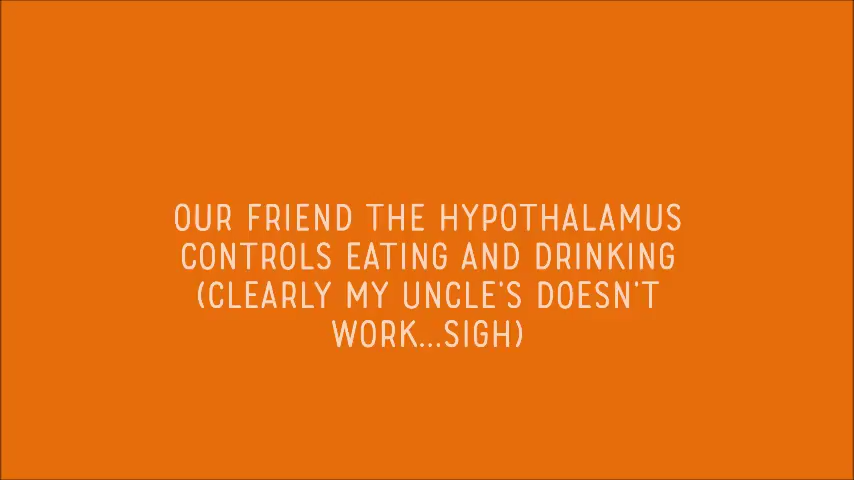 OUR FRIEND THE HYPOTHALAMUS
CONTROLS EATING AND DRINKING
(CLEARLY MY UNCLE'S DOESN'T
WORK...SIGH)